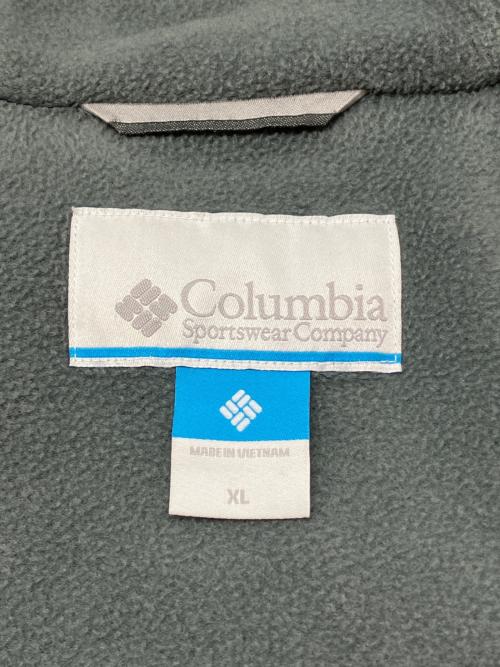 Columbia
Sportswear Company
MADE IN VIETNAM
XL